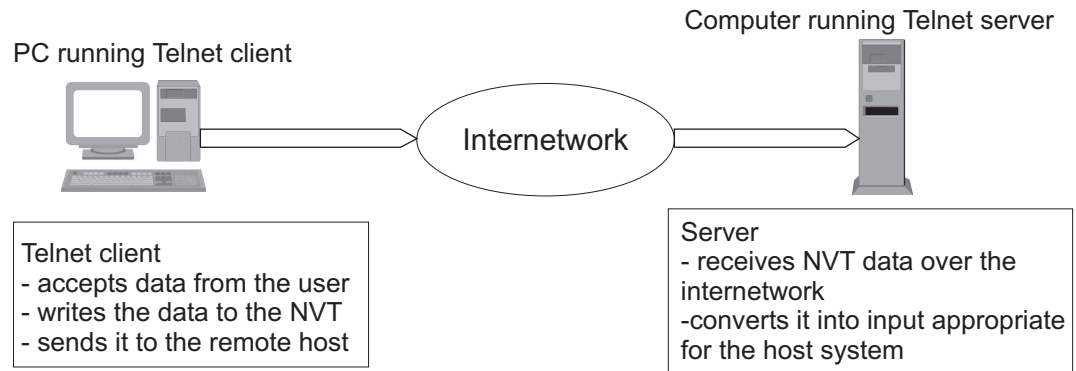 Computer running Telnet server
PC running Telnet client
Internetwork
Telnet client
- accepts data from the user
- writes the data to the NVT
- sends it to the remote host
Server
- receives NVT data over the
internetwork
-converts it into input appropriate
for the host system